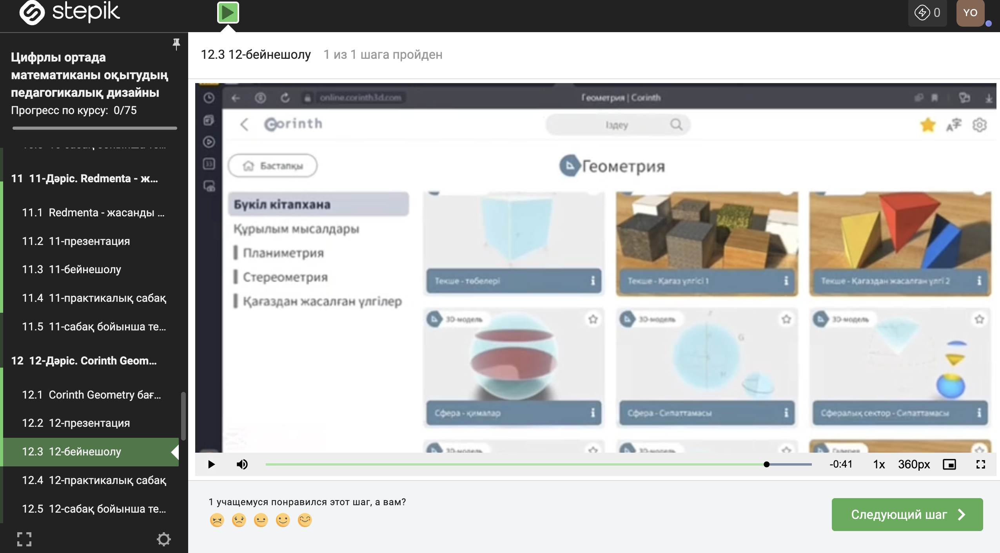 stepik
0
YO
Цифрлы ортада
математиканы оқытудың
педагогикалық дизайны
Прогресс по курсу: 0/75
11 11-Дәріс. Redmenta - ж...
11.1 Redmenta - жасанды ...
11.2 11-презентация
11.3 11-бейнешолу
11.4 11-практикалық сабақ
11.5 11-сабақ бойынша те...
12 12-Дәріс. Corinth Geom...
12.1 Corinth Geometry бағ...
12.2 12-презентация
12.3 12-бейнешолу
12.4 12-практикалық сабақ
12.5 12-сабақ бойынша те...
12.3 12-бейнешолу 1 из 1 шага пройден
online.corinth3d.com
Геометрия | Corinth
Corinth
Іздеу
Бастапқы
Геометрия
Бүкіл кітапхана
Құрылым мысалдары
Планиметрия
Стереометрия
Қағаздан жасалған үлгілер
Текше - төбелері
Текше - Қағаз үлгісі 1
Текше - Қағаздан жасалған үлгі 2
3D-модель
3D-модель
3D-модель
Сфера - қималар
Сфера - Сипаттамасы
Сфералық сектор - Сипаттамасы
3D-модель
3D-модель
Галерея
-0:41
1x
360px
1 учащемуся понравился этот шаг, а вам?
Следующий шаг